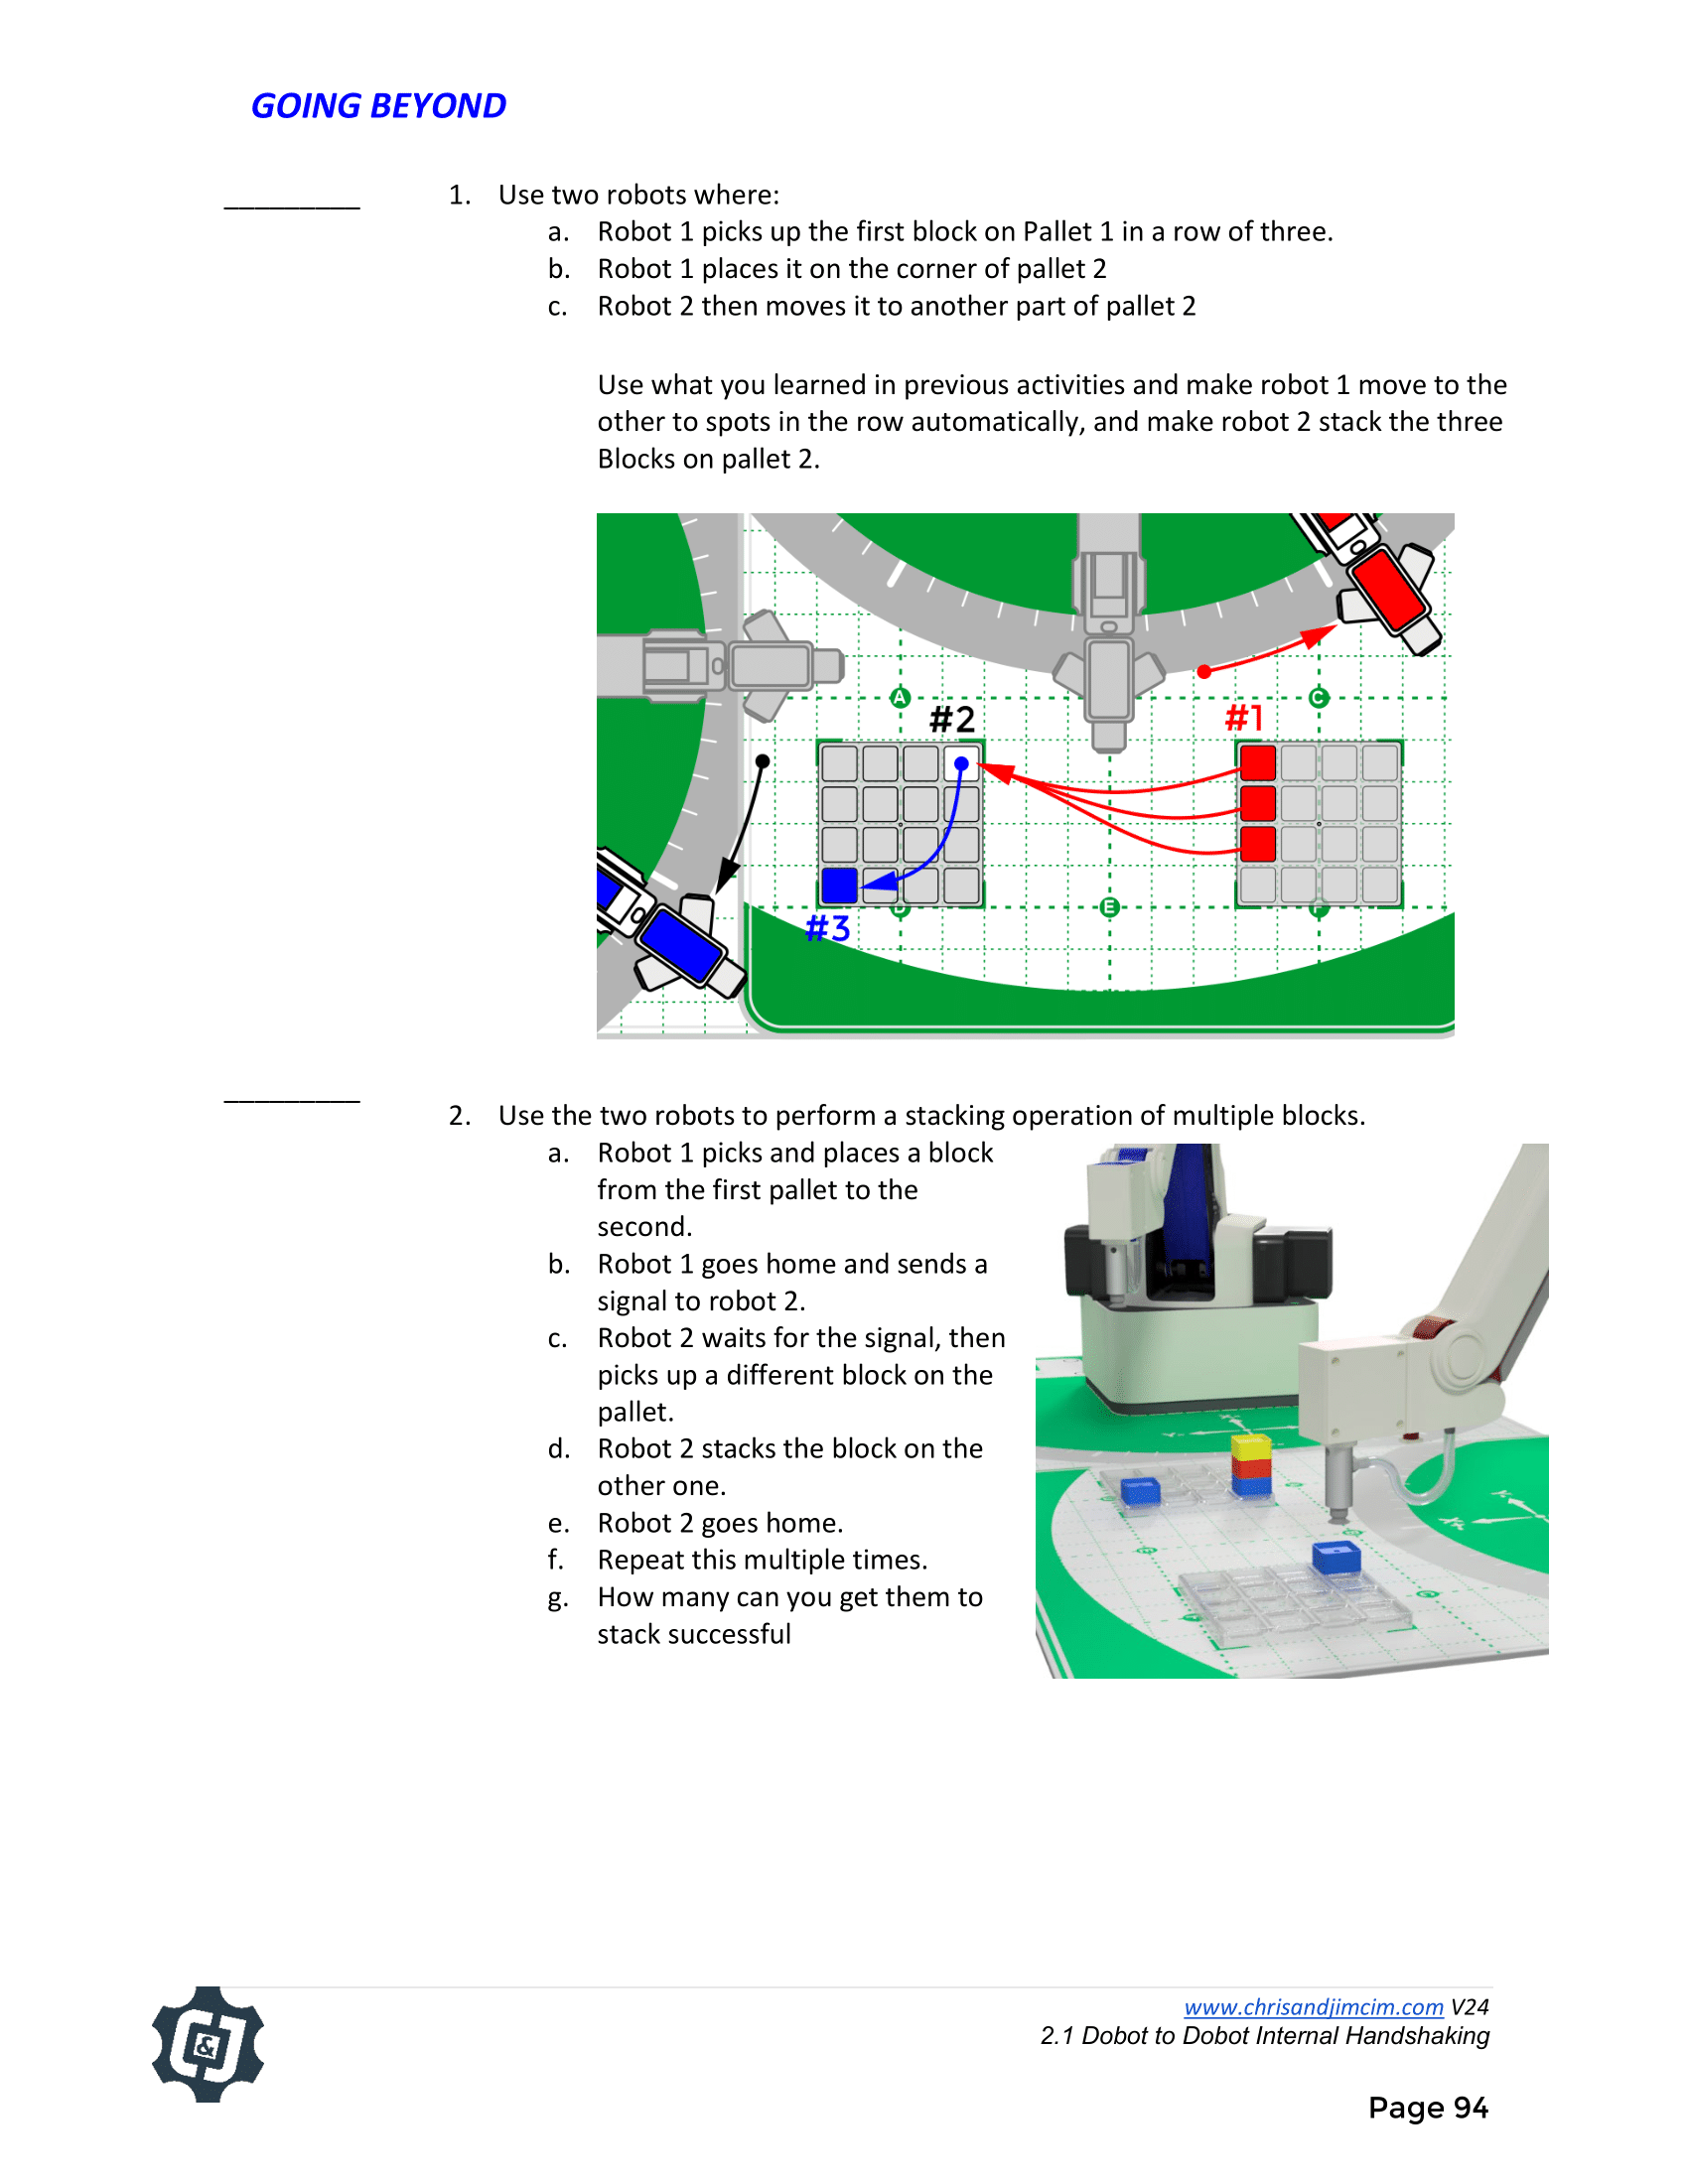 GOING BEYOND
_________ 1. Use two robots where:
a. Robot 1 picks up the first block on Pallet 1 in a row of three.
b. Robot 1 places it on the corner of pallet 2
c. Robot 2 then moves it to another part of pallet 2
Use what you learned in previous activities and make robot 1 move to the
other to spots in the row automatically, and make robot 2 stack the three
Blocks on pallet 2.
A
C
#2
#1
D
E
F
#3
_________
2. Use the two robots to perform a stacking operation of multiple blocks.
a. Robot 1 picks and places a block
from the first pallet to the
second.
b. Robot 1 goes home and sends a
signal to robot 2.
c. Robot 2 waits for the signal, then
picks up a different block on the
pallet.
d. Robot 2 stacks the block on the
other one.
e. Robot 2 goes home.
f. Repeat this multiple times.
g. How many can you get them to
stack successful
C&J
www.chrisandjimcim.com V24
2.1 Dobot to Dobot Internal Handshaking
Page 94